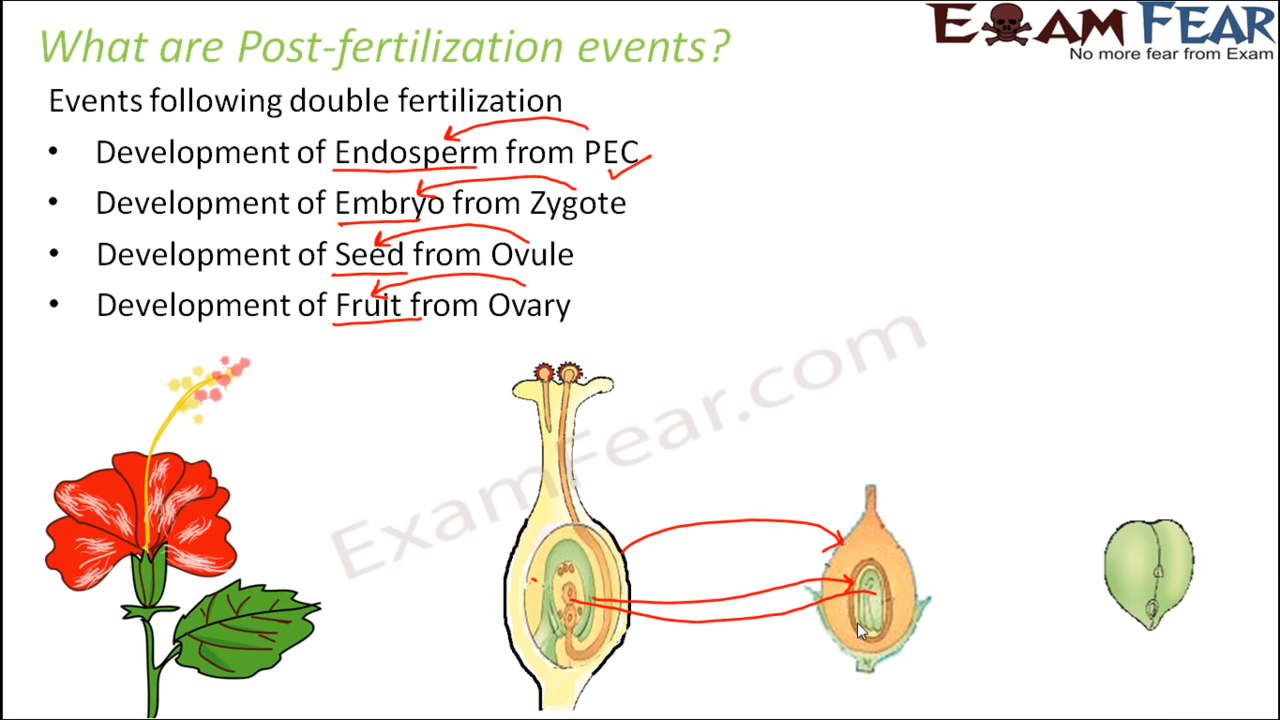 What are Post-fertilization events?
EXAM FEAR
No more fear from Exam
Events following double fertilization
• Development of Endosperm from PEC
• Development of Embryo from Zygote
• Development of Seed from Ovule
• Development of Fruit from Ovary
ExamFear.com